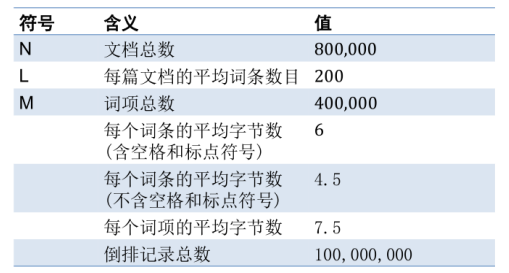 符号 含义 值
N 文档总数 800,000
L 每篇文档的平均词条数目 200
M 词项总数 400,000
每个词条的平均字节数 6
(含空格和标点符号)
每个词条的平均字节数 4.5
(不含空格和标点符号)
每个词项的平均字节数 7.5
倒排记录总数 100,000,000